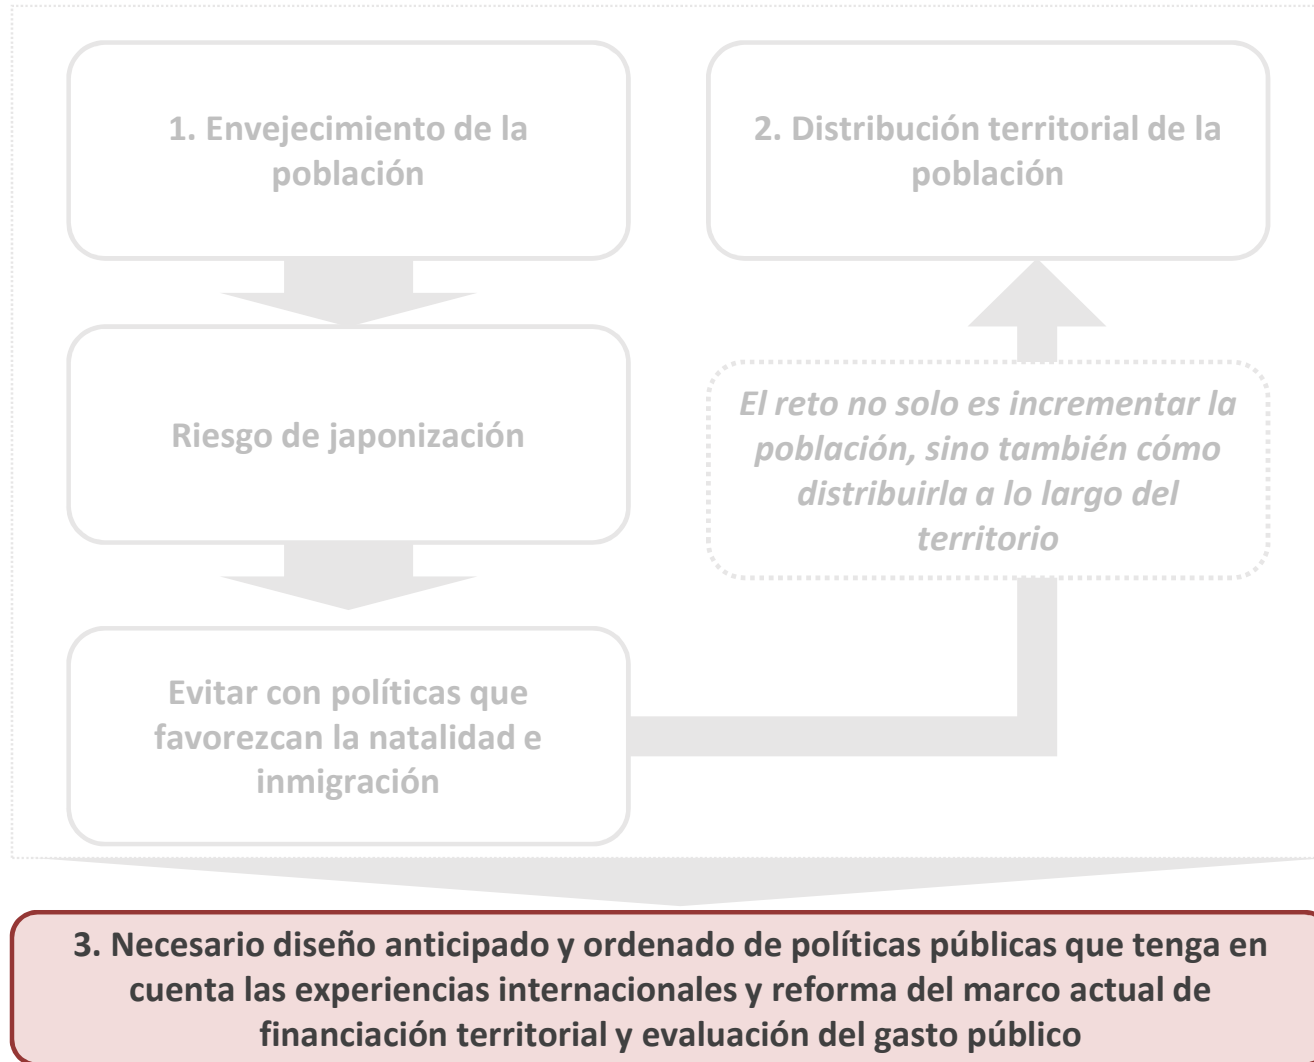 1. Envejecimiento de la
población
Riesgo de japonización
Evitar con políticas que
favorezcan la natalidad e
inmigración
2. Distribución territorial de la
población
El reto no solo es incrementar la
población, sino también cómo
distribuirla a lo largo del
territorio
3. Necesario diseño anticipado y ordenado de políticas públicas que tenga en
cuenta las experiencias internacionales y reforma del marco actual de
financiación territorial y evaluación del gasto público